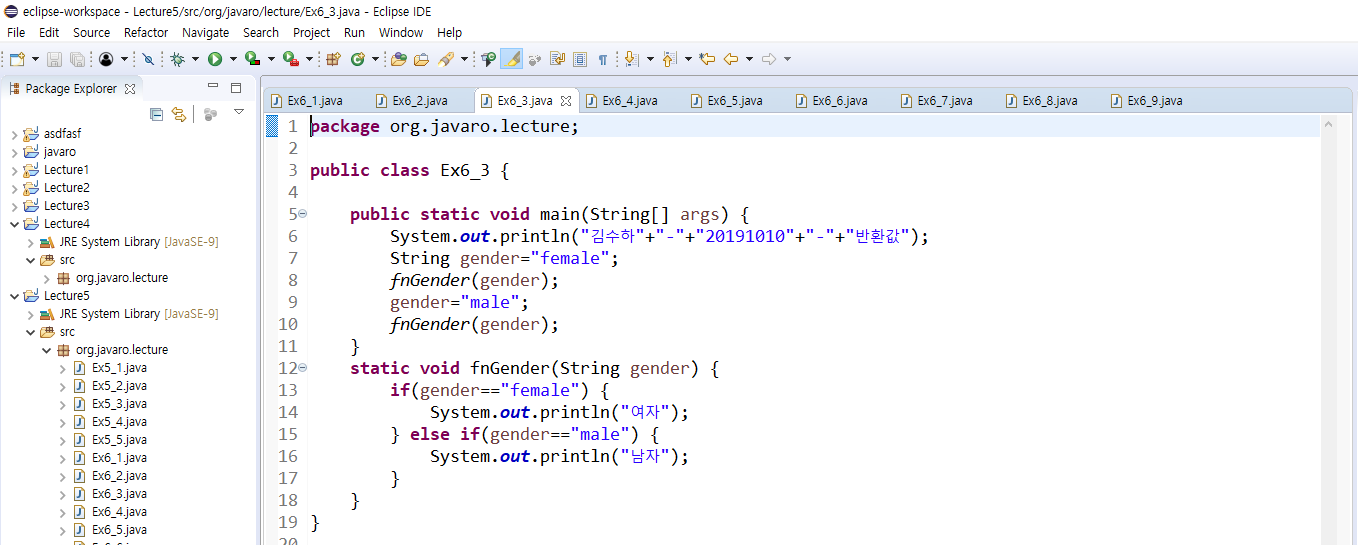 eclipse-workspace - Lecture5/src/org/javaro/lecture/Ex6_3.java - Eclipse IDE
File Edit Source Refactor Navigate Search Project Run Window Help
Package Explorer
asdfasf
javaro
Lecture1
Lecture2
Lecture3
Lecture4
JRE System Library [JavaSE-9]
src
org.javaro.lecture
Lecture5
JRE System Library [JavaSE-9]
src
org.javaro.lecture
Ex5_1.java
Ex5_2.java
Ex5_3.java
Ex5_4.java
Ex5_5.java
Ex6_1.java
Ex6_2.java
Ex6_3.java
Ex6_4.java
Ex6_5.java
Ex6_1.java Ex6_2.java Ex6_3.java Ex6_4.java Ex6_5.java Ex6_6.java Ex6_7.java Ex6_8.java Ex6_9.java
1 package org.javaro.lecture;
2
3 public class Ex6_3 {
4
5 public static void main(String[] args) {
6 System.out.println("김수하"+"-"+"20191010"+"-"+"반환값");
7 String gender="female";
8 fnGender(gender);
9 gender="male";
10 fnGender(gender);
11 }
12 static void fnGender(String gender) {
13 if(gender=="female") {
14 System.out.println("여자");
15 } else if(gender=="male") {
16 System.out.println("남자");
17 }
18 }
19 }
20